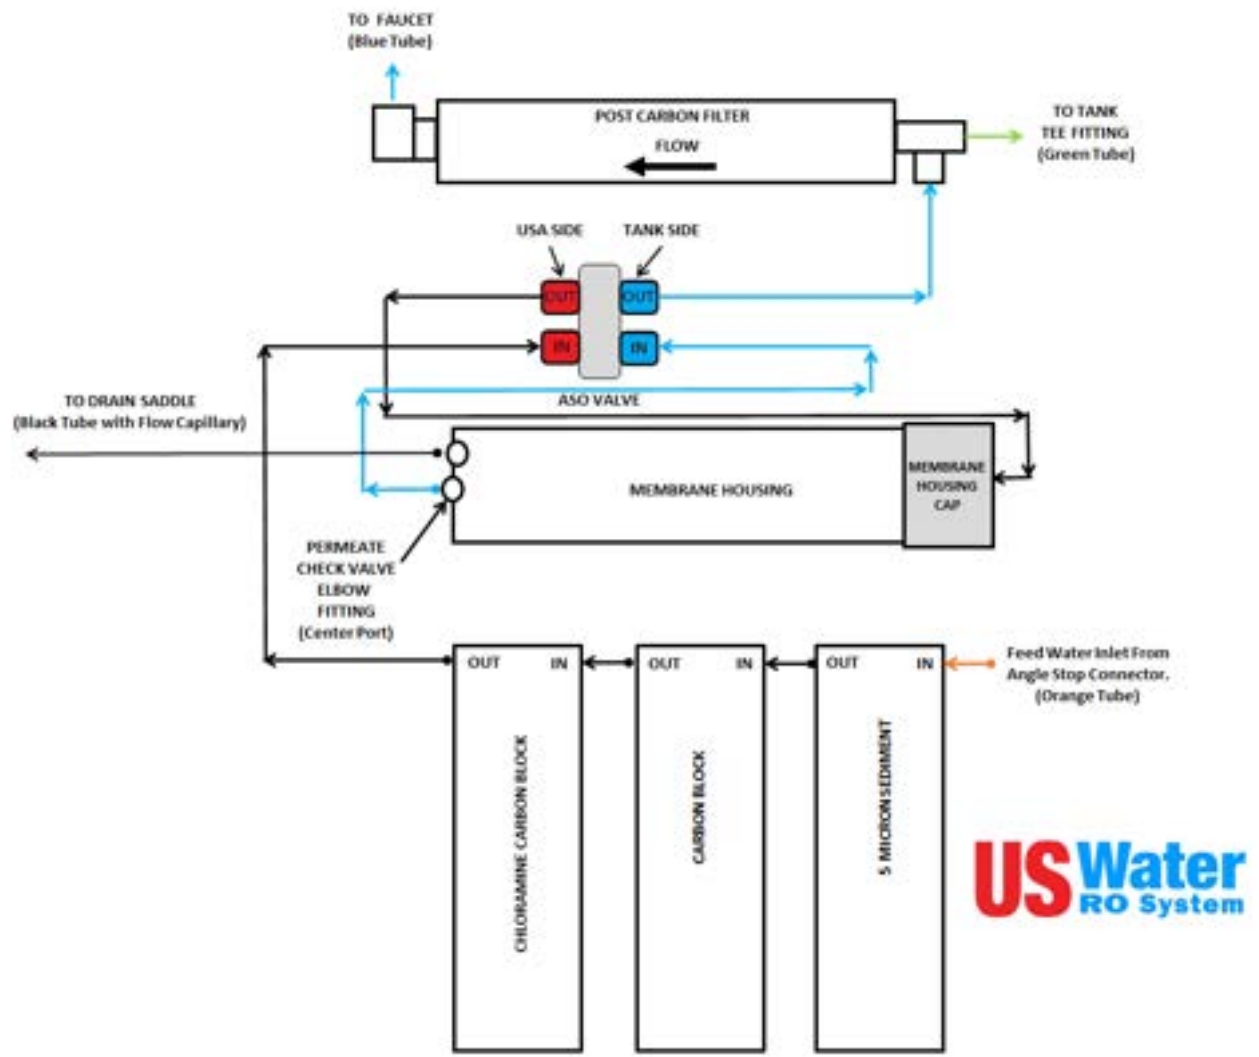 TO FAUCET
(Blue Tube)
POST CARBON FILTER
FLOW
TO TANK
TEE FITTING
(Green Tube)
USA SIDE
TANK SIDE
OUT
OUT
IN
IN
ASO VALVE
TO DRAIN SADDLE
(Black Tube with Flow Capillary)
MEMBRANE HOUSING
MEMBRANE
HOUSING
CAP
PERMEATE
CHECK VALVE
ELBOW
FITTING
(Center Port)
OUT IN
OUT IN
OUT IN
Feed Water Inlet From
Angle Stop Connector.
(Orange Tube)
CHLORAMINE CARBON BLOCK
CARBON BLOCK
5 MICRON SEDIMENT
US Water
RO System